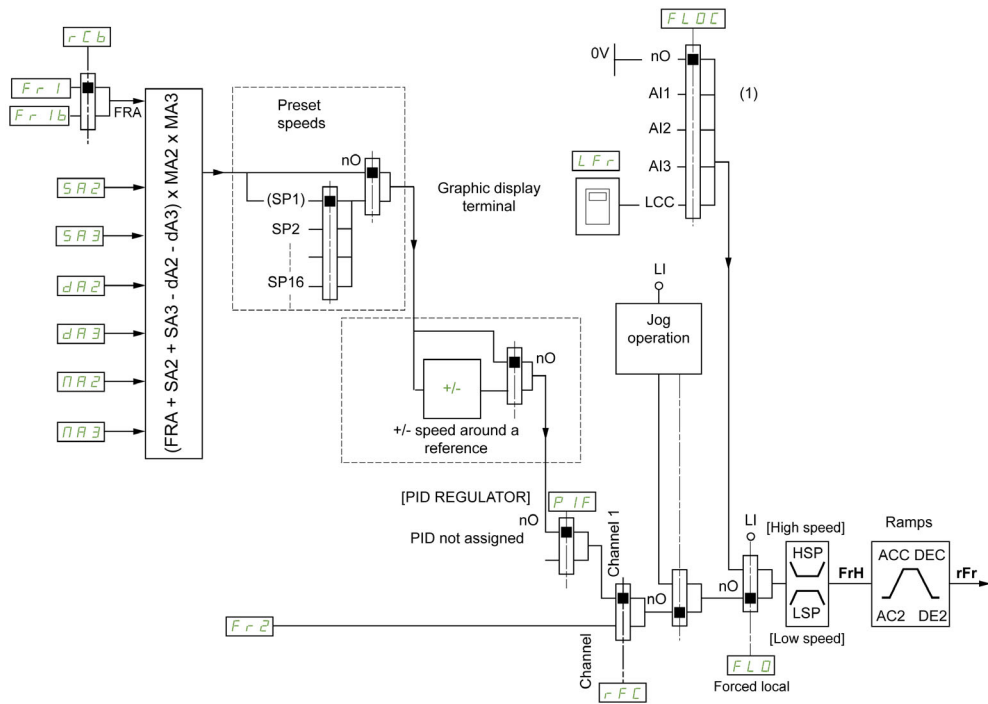 rCb
Fr1
Fr1b
FRA
SA2
SA3
dA2
dA3
MA2
MA3
(FRA + SA2 + SA3 - dA2 - dA3) x MA2 x MA3
Preset
speeds
nO
(SP1)
SP2
SP16
+/-
nO
+/- speed around a
reference
Graphic display
terminal
FLOC
0V
nO
AI1
(1)
AI2
AI3
LFr
LCC
LI
Jog
operation
[PID REGULATOR]
PIF
nO
PID not assigned
Channel 1
Fr2
Channel
rFC
nO
LI
nO
FLO
Forced local
[High speed]
HSP
LSP
[Low speed]
FrH
Ramps
ACC DEC
AC2 DE2
rFr